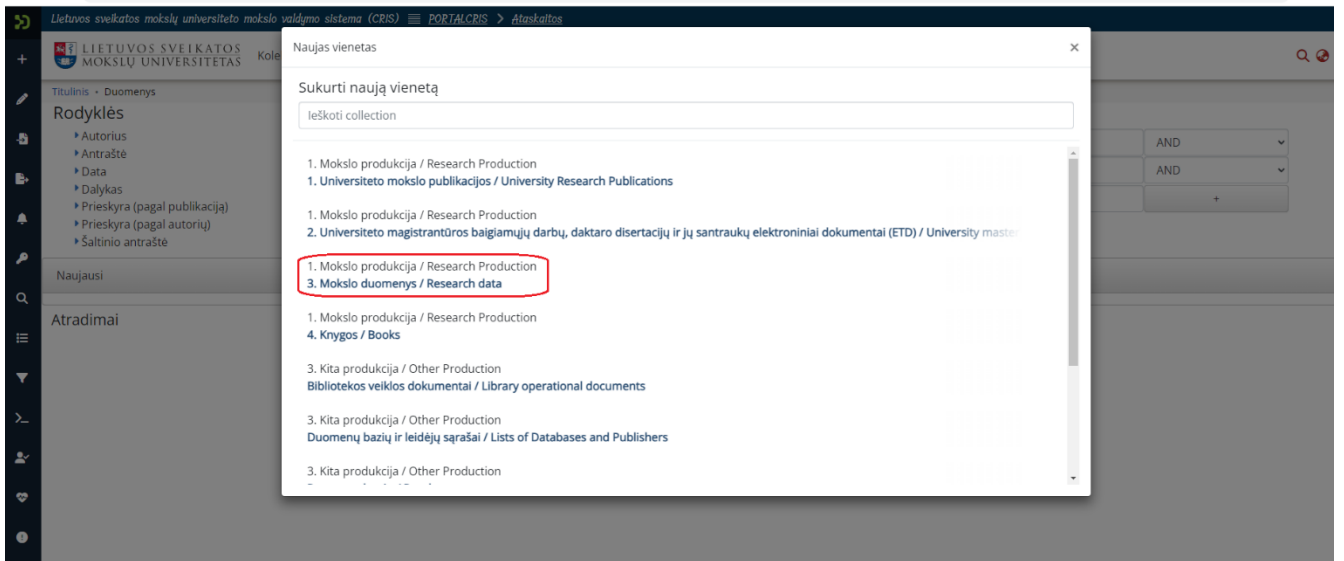 Lietuvos sveikatos mokslų universiteto mokslo valdymo sistema (CRIS) PORTALCRIS > Ataskaitos
LIETUVOS SVEIKATOS
MOKSLŲ UNIVERSITETAS
Kole
Titulinis • Duomenys
Rodyklės
Autorius
Antraštė
Data
Dalykas
Prieskyra (pagal publikaciją)
Prieskyra (pagal autorių)
Šaltinio antraštė
Naujausi
Atradimai
Naujas vienetas ×
Sukurti naują vienetą
Ieškoti collection
1. Mokslo produkcija / Research Production
1. Universiteto mokslo publikacijos / University Research Publications
1. Mokslo produkcija / Research Production
2. Universiteto magistrantūros baigiamųjų darbų, daktaro disertacijų ir jų santraukų elektroniniai dokumentai (ETD) / University maste
1. Mokslo produkcija / Research Production
3. Mokslo duomenys / Research data
1. Mokslo produkcija / Research Production
4. Knygos / Books
3. Kita produkcija / Other Production
Bibliotekos veiklos dokumentai / Library operational documents
3. Kita produkcija / Other Production
Duomenų bazių ir leidėjų sąrašai / Lists of Databases and Publishers
3. Kita produkcija / Other Production
AND
AND
+